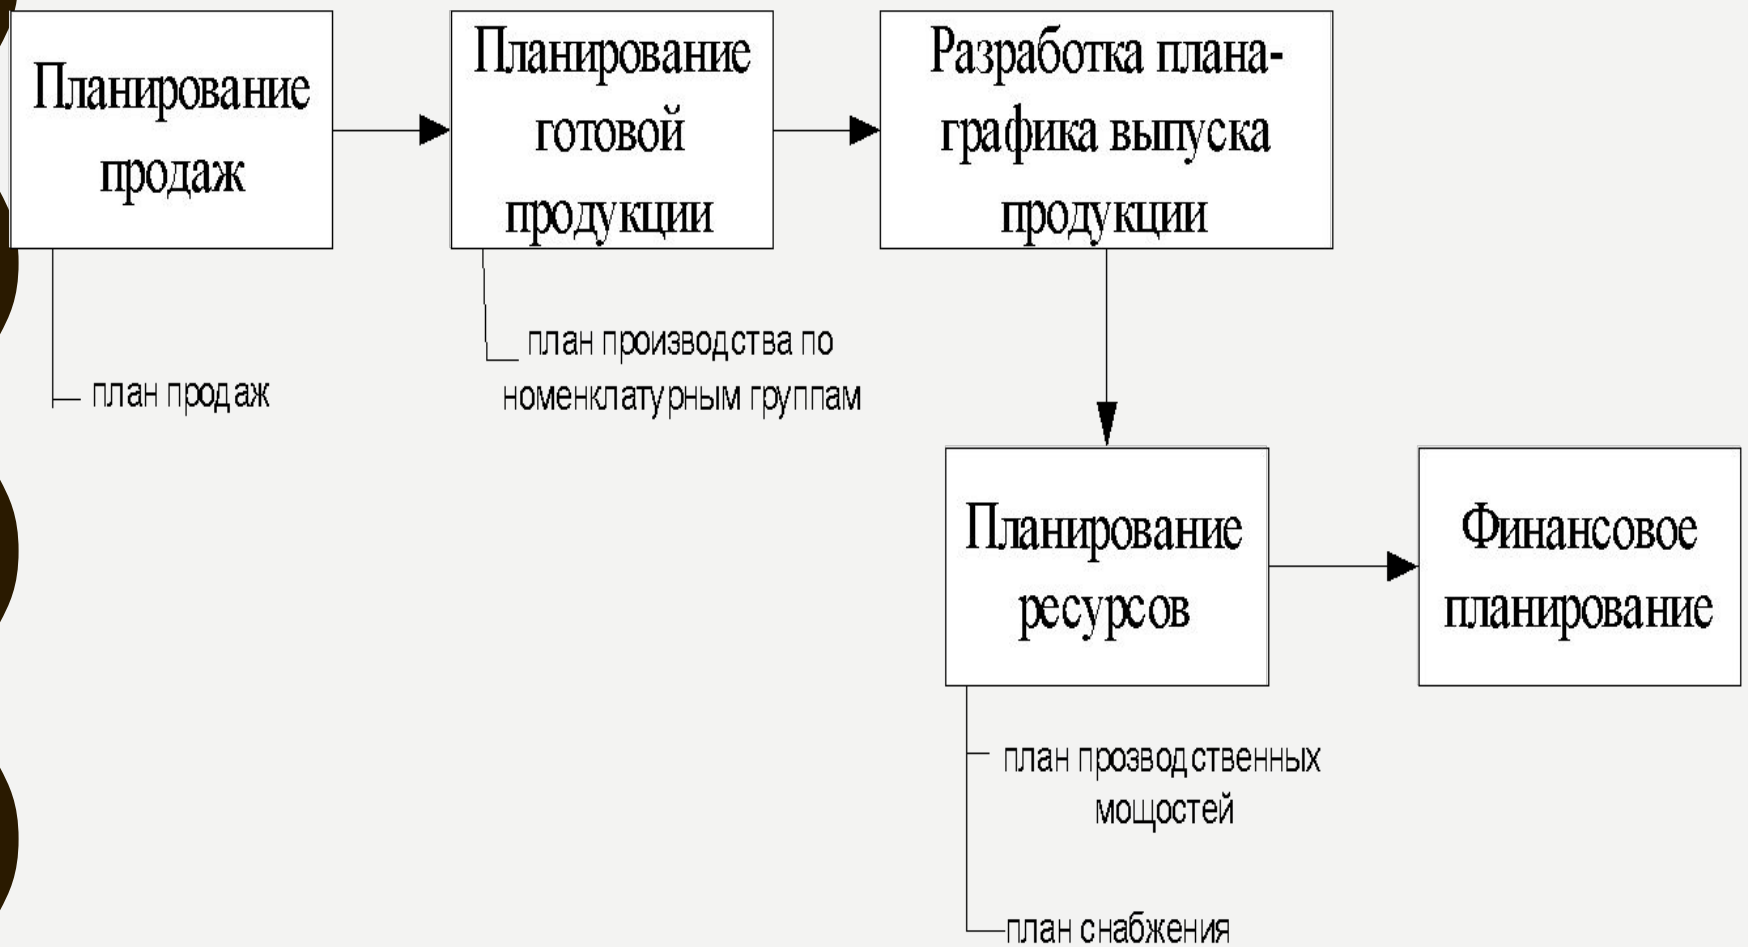 Планирование
продаж
Планирование
готовой
продукции
Разработка плана-
графика выпуска
продукции
план продаж
план производства по
номенклатурным группам
Планирование
ресурсов
Финансовое
планирование
план прозводственных
мощостей
план снабжения